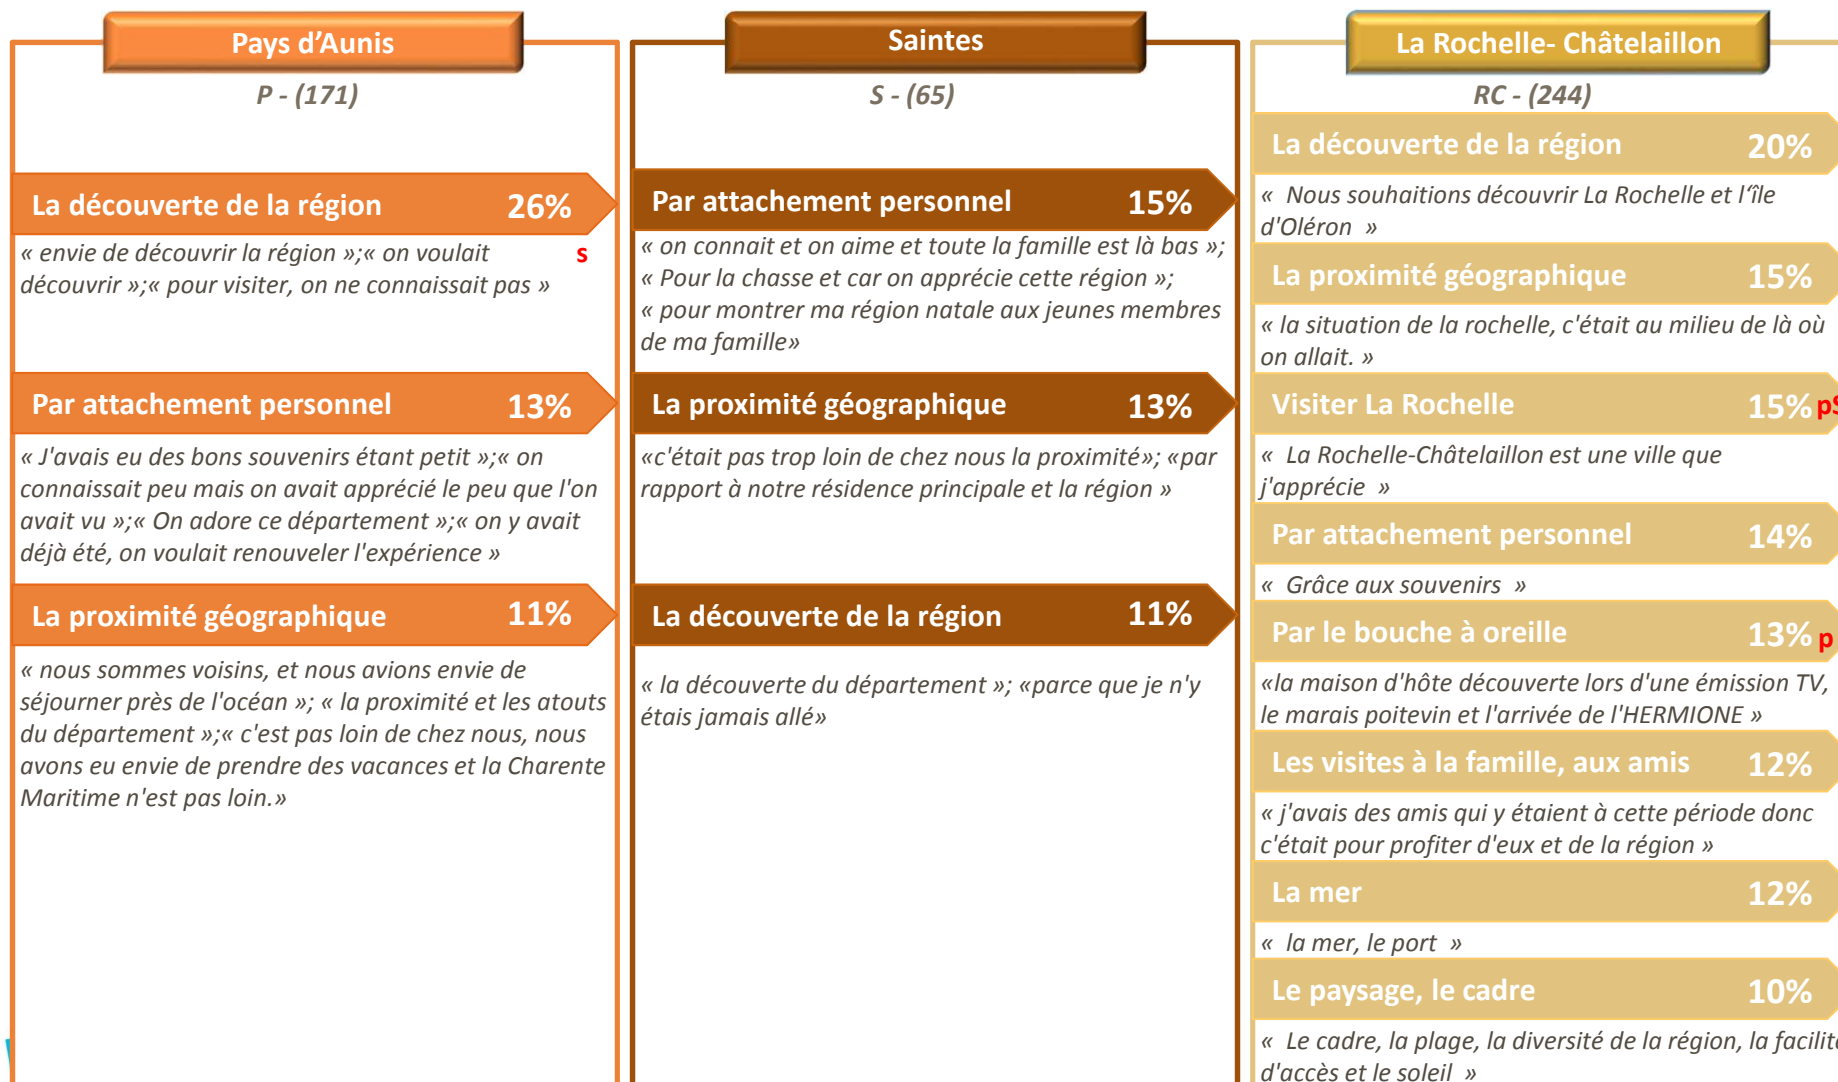 Pays d'Aunis
P - (171)
La découverte de la région 26%
« envie de découvrir la région »;« on voulait s
découvrir »;« pour visiter, on ne connaissait pas »
Par attachement personnel 13%
« J'avais eu des bons souvenirs étant petit »;« on
connaissait peu mais on avait apprécié le peu que l'on
avait vu »;« On adore ce département »;« on y avait
déjà été, on voulait renouveler l'expérience »
La proximité géographique 11%
« nous sommes voisins, et nous avions envie de
séjourner près de l'océan »; « la proximité et les atouts
du département »;« c'est pas loin de chez nous, nous
avons eu envie de prendre des vacances et la Charente
Maritime n'est pas loin.»
Saintes
S - (65)
Par attachement personnel 15%
« on connait et on aime et toute la famille est là bas »;
« Pour la chasse et car on apprécie cette région »;
« pour montrer ma région natale aux jeunes membres
de ma famille»
La proximité géographique 13%
«c'était pas trop loin de chez nous la proximité»; «par
rapport à notre résidence principale et la région »
La découverte de la région 11%
« la découverte du département »; «parce que je n'y
étais jamais allé»
La Rochelle- Châtelaillon
RC - (244)
La découverte de la région 20%
« Nous souhaitions découvrir La Rochelle et l'île
d'Oléron »
La proximité géographique 15%
« la situation de la rochelle, c'était au milieu de là où
on allait. »
Visiter La Rochelle 15% pS
« La Rochelle-Châtelaillon est une ville que
j'apprécie »
Par attachement personnel 14%
« Grâce aux souvenirs »
Par le bouche à oreille 13% p
«la maison d'hôte découverte lors d'une émission TV,
le marais poitevin et l'arrivée de l'HERMIONE »
Les visites à la famille, aux amis 12%
« j'avais des amis qui y étaient à cette période donc
c'était pour profiter d'eux et de la région »
La mer 12%
« la mer, le port »
Le paysage, le cadre 10%
« Le cadre, la plage, la diversité de la région, la facilité
d'accès et le soleil »